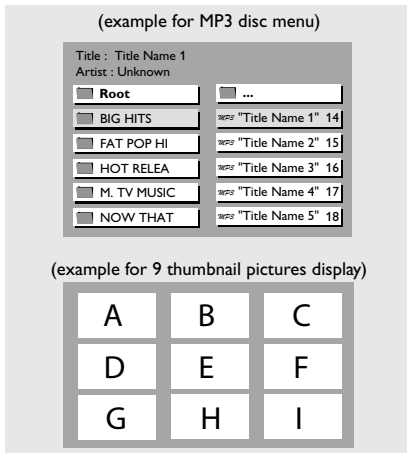 (example for MP3 disc menu)
Title : Title Name 1
Artist : Unknown
Root
BIG HITS
FAT POP HI
HOT RELEA
M. TV MUSIC
NOW THAT
...
MP3 "Title Name 1" 14
MP3 "Title Name 2" 15
MP3 "Title Name 3" 16
MP3 "Title Name 4" 17
MP3 "Title Name 5" 18
(example for 9 thumbnail pictures display)
A B C
D E F
G H I